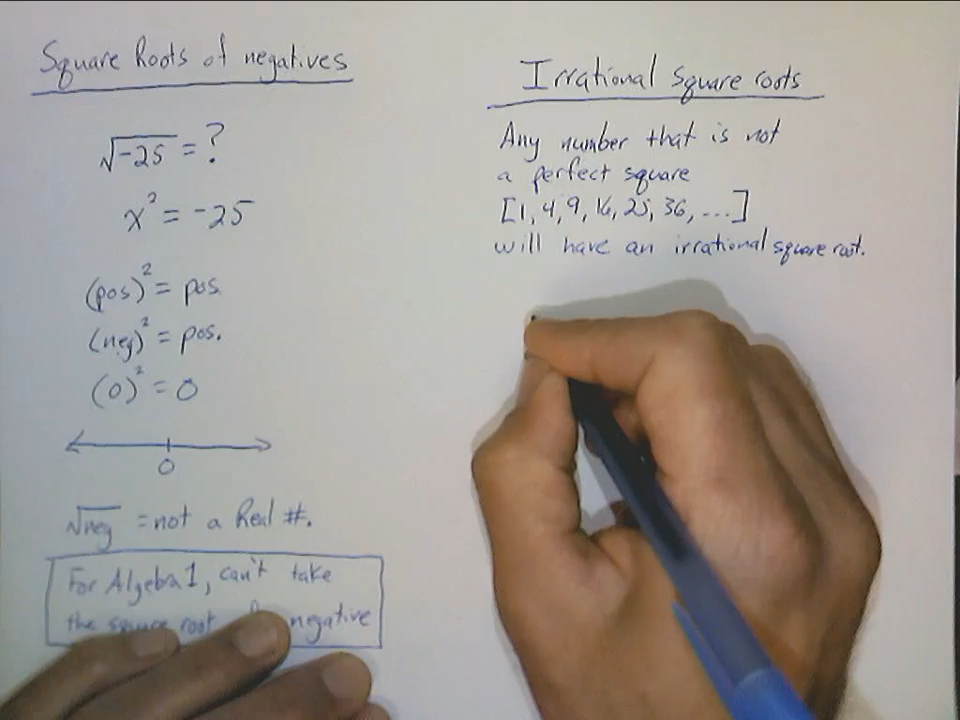 Square Roots of negatives
√-25 = ?
x² = -25
(pos)² = pos.
(neg)² = pos.
(0)² = 0
0
√neg = not a Real #.
For Algebra 1, can't take
the square root negative
Irrational square roots
Any number that is not
a perfect square
[1, 4, 9, 16, 25, 36, ....]
will have an irrational square root.